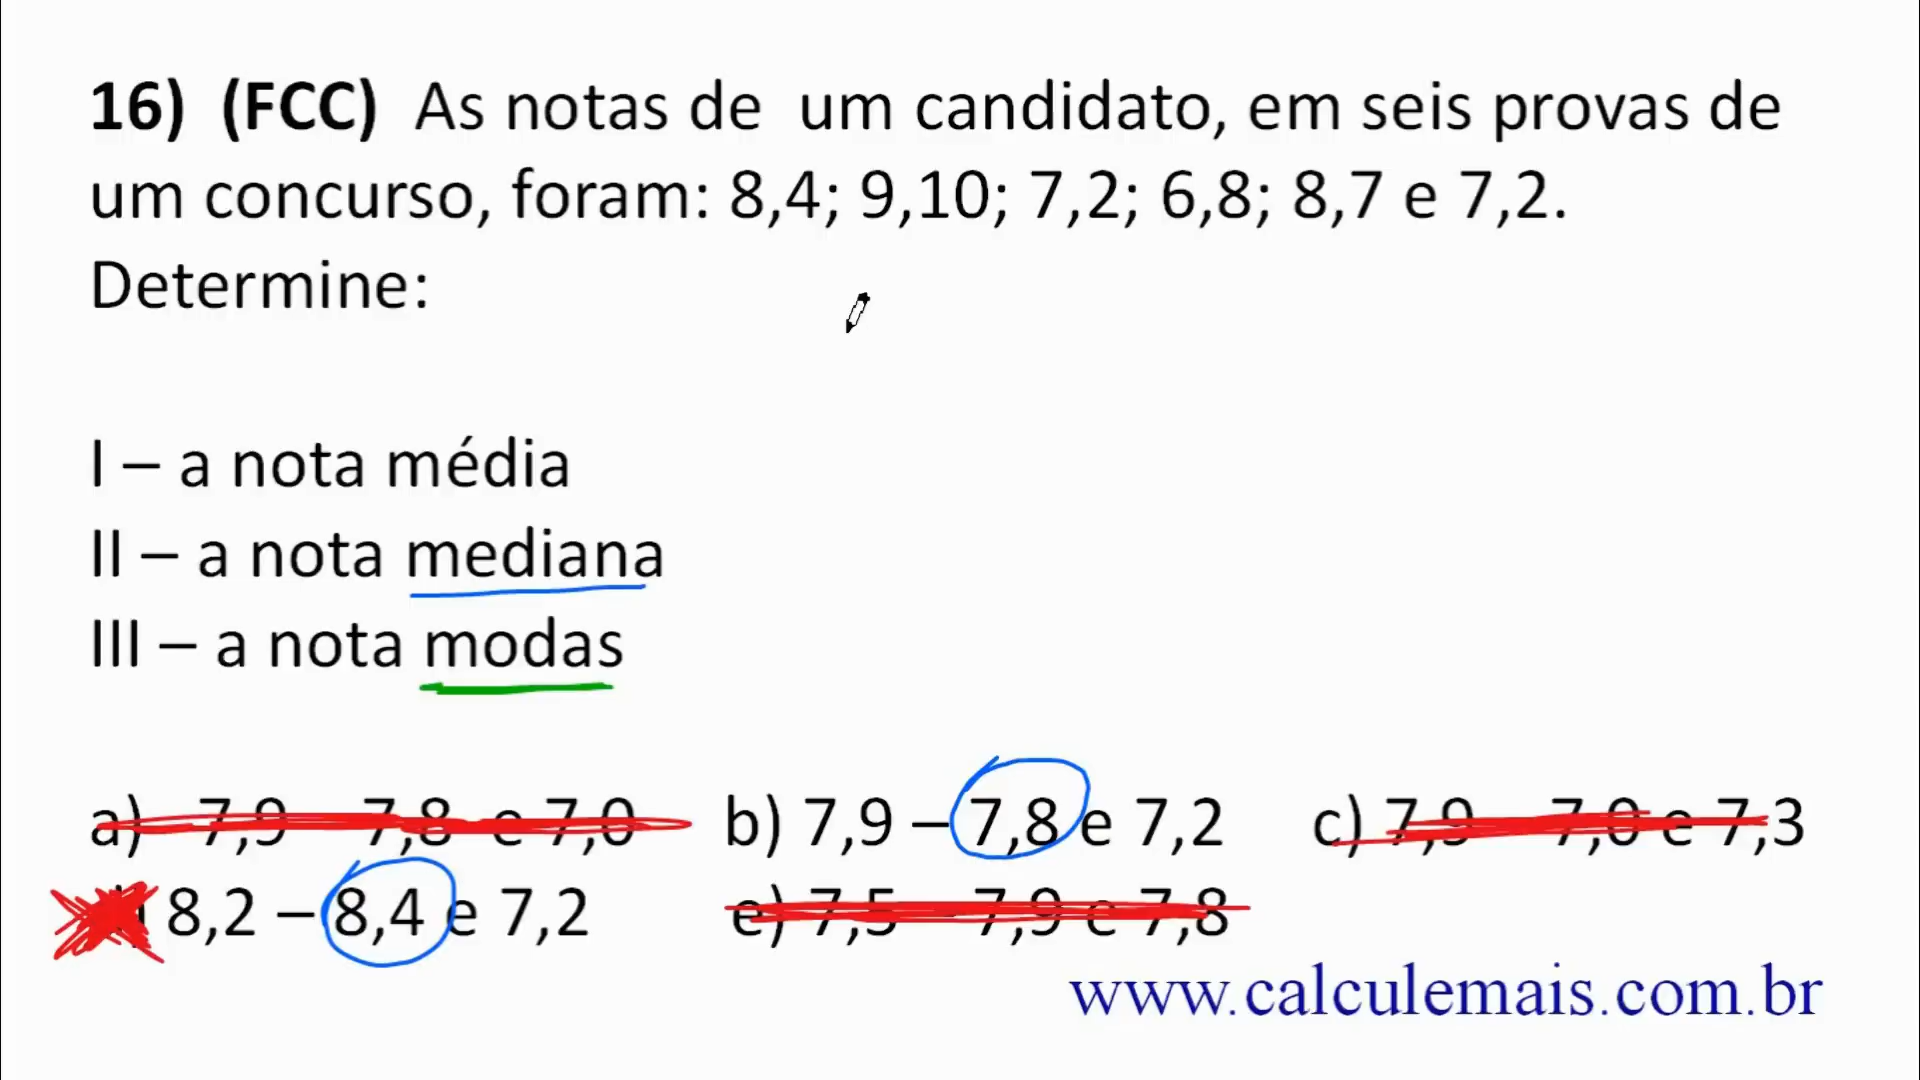 16) (FCC) As notas de um candidato, em seis provas de
um concurso, foram: 8,4; 9,10; 7,2; 6,8; 8,7 e 7,2.
Determine:
I – a nota média
II – a nota mediana
III – a nota modas
a) 7,9 – 7,8 e 7,0 b) 7,9 – 7,8 e 7,2 c) 7,9 – 7,0 e 7,3
8,2 – 8,4 e 7,2 e) 7,5 – 7,9 e 7,8
www.calculemais.com.br